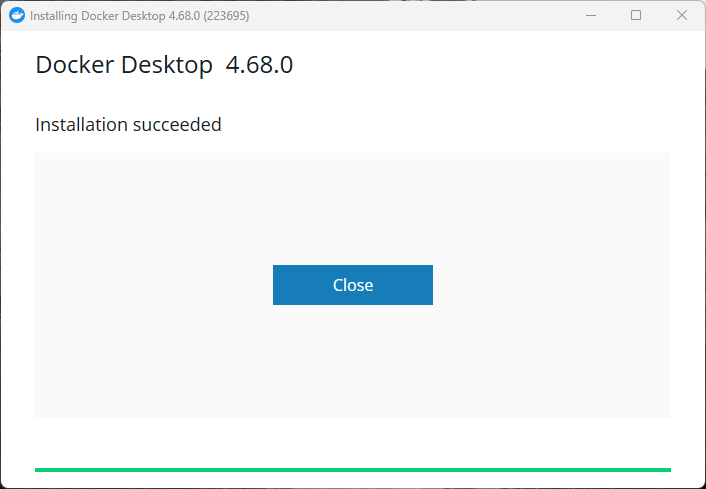 Installing Docker Desktop 4.68.0 (223695)
Docker Desktop 4.68.0
Installation succeeded
Close